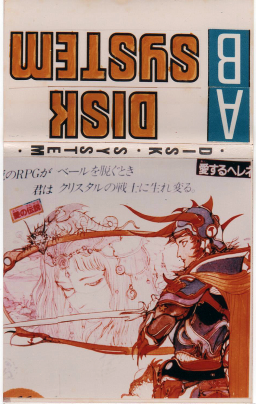 A DISK
B SYSTEM
・DISK・SYSTEM・
のRPGが ベールを脱ぐとき
君は クリスタルの戦士に生れ変る。
愛するヘレネ